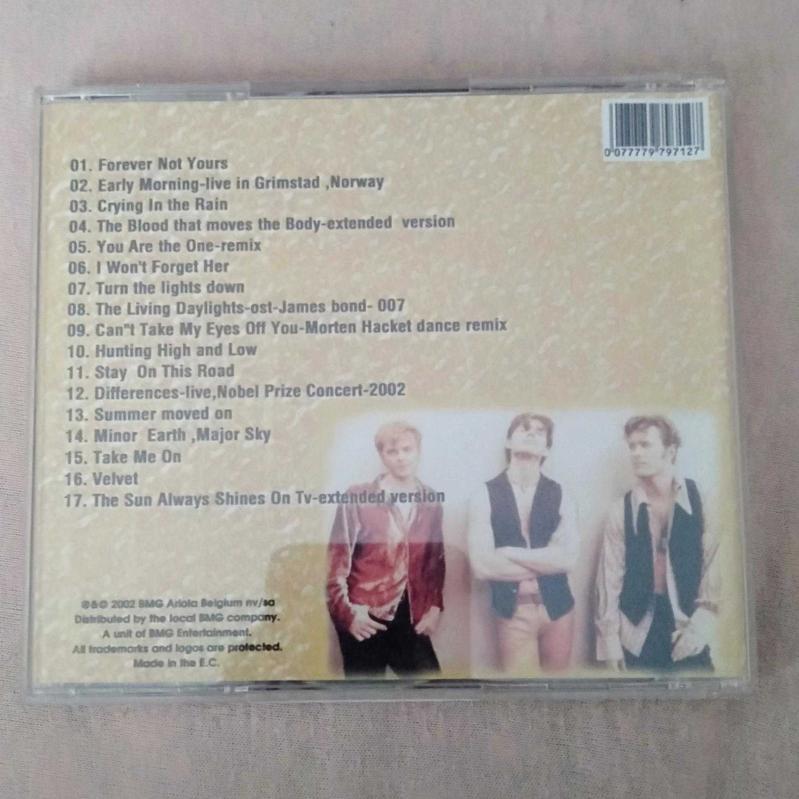 0 077779 797127
01. Forever Not Yours
02. Early Morning-live in Grimstad ,Norway
03. Crying In the Rain
04. The Blood that moves the Body-extended version
05. You Are the One-remix
06. I Won't Forget Her
07. Turn the lights down
08. The Living Daylights-ost-James bond- 007
09. Can"t Take My Eyes Off You-Morten Hacket dance remix
10. Hunting High and Low
11. Stay On This Road
12. Differences-live,Nobel Prize Concert-2002
13. Summer moved on
14. Minor Earth ,Major Sky
15. Take Me On
16. Velvet
17. The Sun Always Shines On Tv-extended version
℗&© 2002 BMG Ariola Belgium nv/sa
Distributed by the local BMG company.
A unit of BMG Entertainment.
All trademarks and logos are protected.
Made in the E.C.